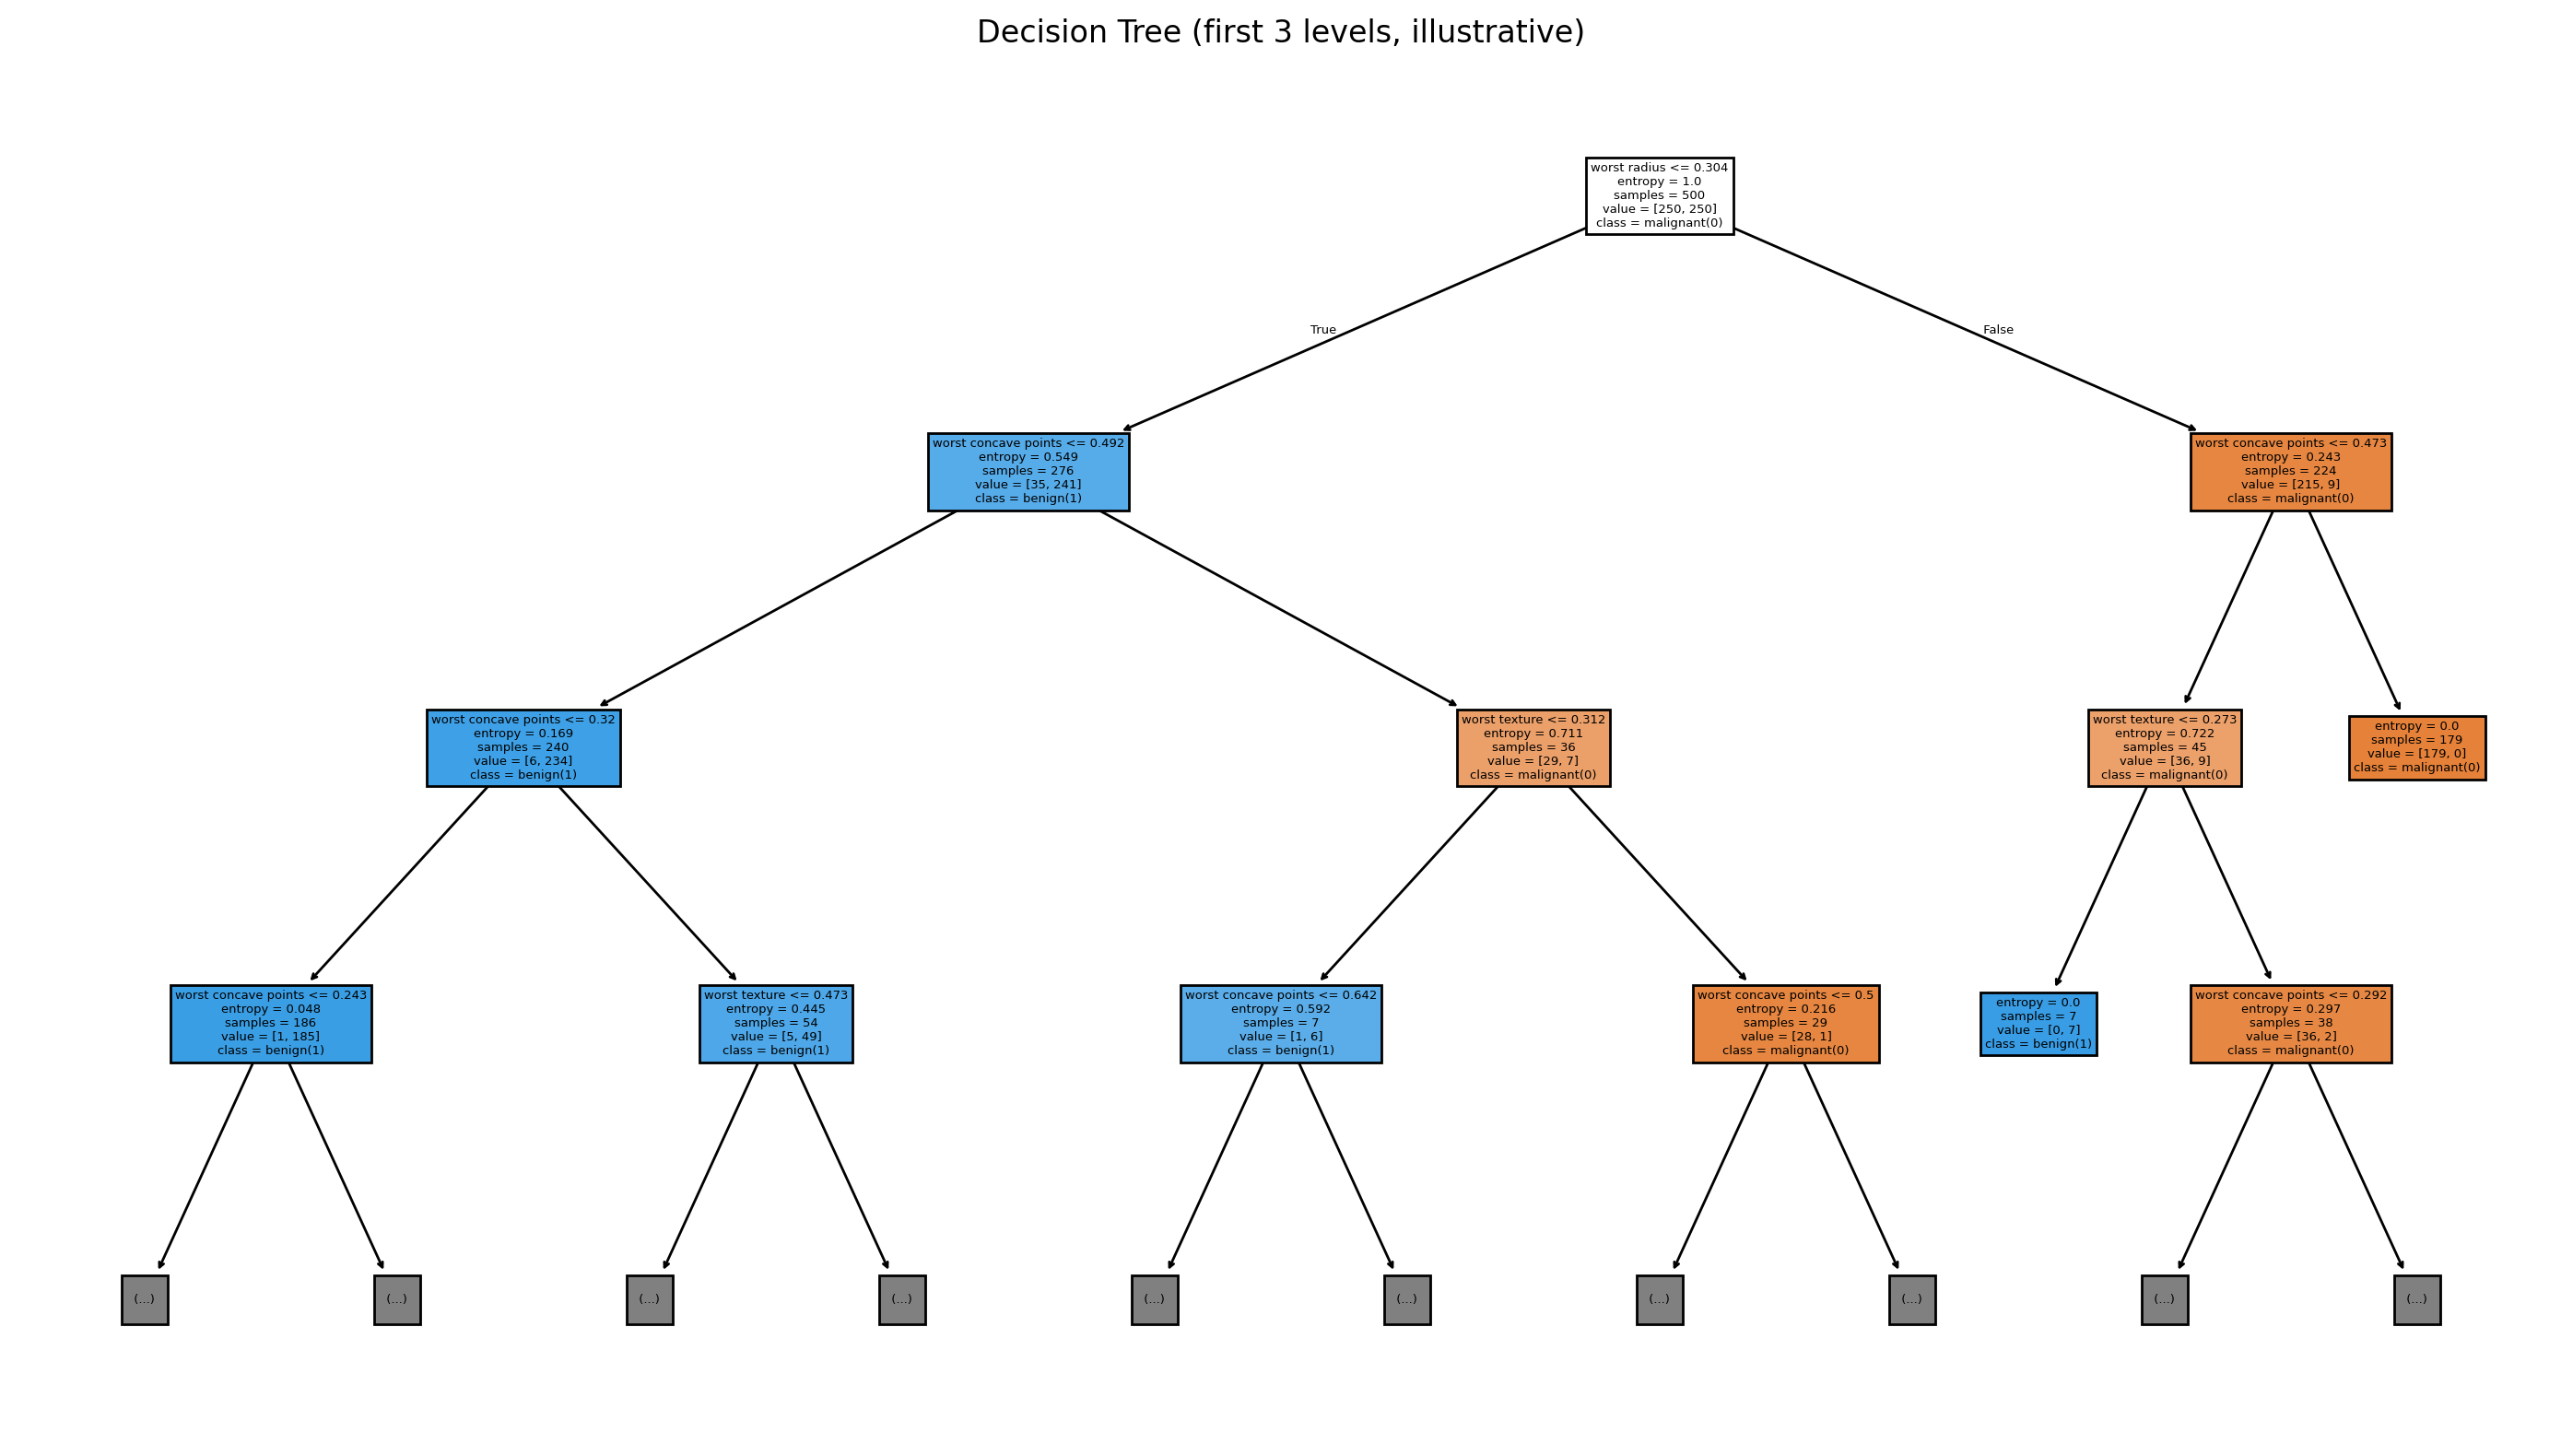 Decision Tree (first 3 levels, illustrative)
worst radius <= 0.304
entropy = 1.0
samples = 500
value = [250, 250]
class = malignant(0)
True
False
worst concave points <= 0.492
entropy = 0.549
samples = 276
value = [35, 241]
class = benign(1)
worst concave points <= 0.473
entropy = 0.243
samples = 224
value = [215, 9]
class = malignant(0)
worst concave points <= 0.32
entropy = 0.169
samples = 240
value = [6, 234]
class = benign(1)
worst texture <= 0.312
entropy = 0.711
samples = 36
value = [29, 7]
class = malignant(0)
worst texture <= 0.273
entropy = 0.722
samples = 45
value = [36, 9]
class = malignant(0)
entropy = 0.0
samples = 179
value = [179, 0]
class = malignant(0)
worst concave points <= 0.243
entropy = 0.048
samples = 186
value = [1, 185]
class = benign(1)
worst texture <= 0.473
entropy = 0.445
samples = 54
value = [5, 49]
class = benign(1)
worst concave points <= 0.642
entropy = 0.592
samples = 7
value = [1, 6]
class = benign(1)
worst concave points <= 0.5
entropy = 0.216
samples = 29
value = [28, 1]
class = malignant(0)
entropy = 0.0
samples = 7
value = [0, 7]
class = benign(1)
worst concave points <= 0.292
entropy = 0.297
samples = 38
value = [36, 2]
class = malignant(0)
(...)
(...)
(...)
(...)
(...)
(...)
(...)
(...)
(...)
(...)